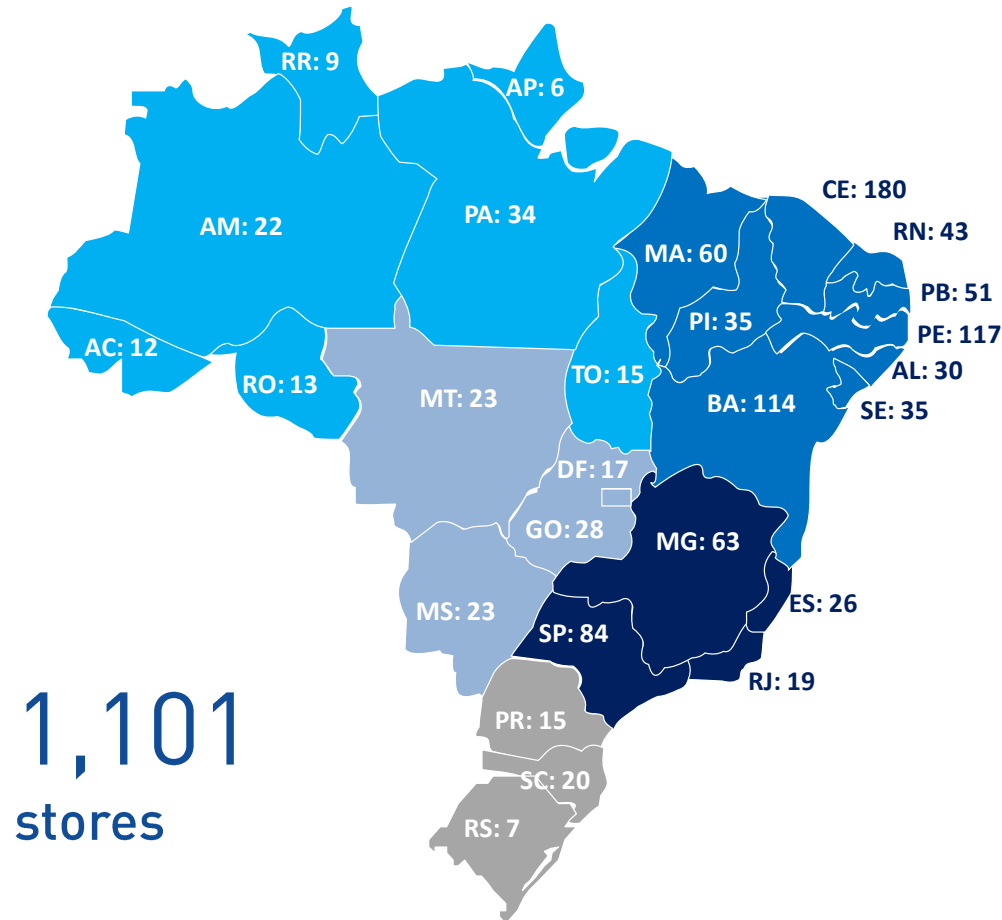 RR: 9
AP: 6
CE: 180
AM: 22
PA: 34
RN: 43
MA: 60
PB: 51
PI: 35
PE: 117
AC: 12
RO: 13
MT: 23
TO: 15
BA: 114
AL: 30
SE: 35
DF: 17
GO: 28
MG: 63
MS: 23
SP: 84
ES: 26
RJ: 19
1,101
stores
PR: 15
SC: 20
RS: 7